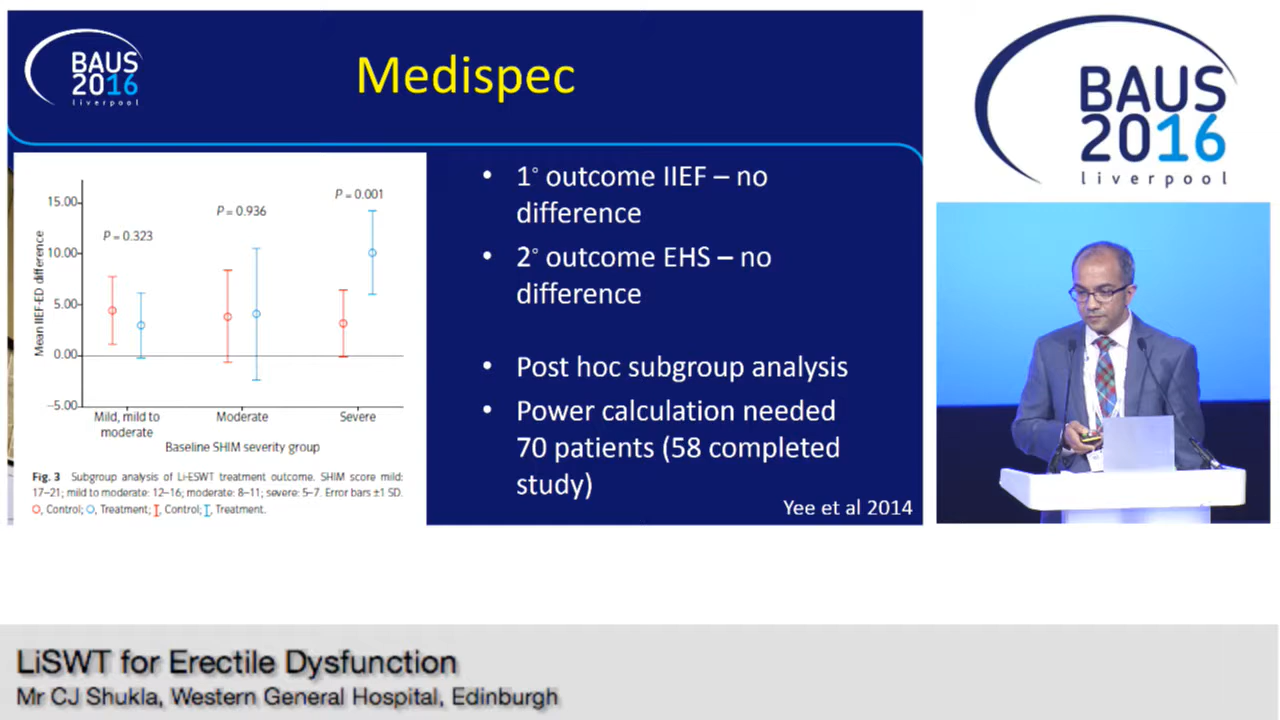 BAUS
2016
liverpool
Medispec
15.00
10.00
5.00
0.00
–5.00
Mean IIEF-ED difference
P = 0.323
P = 0.936
P = 0.001
Mild, mild to
moderate
Moderate
Severe
Baseline SHIM severity group
Fig. 3 Subgroup analysis of Li-ESWT treatment outcome. SHIM score mild:
17–21; mild to moderate: 12–16; moderate: 8–11; severe: 5–7. Error bars ±1 SD.
, Control; , Treatment; , Control; , Treatment.
• 1° outcome IIEF – no
difference
• 2° outcome EHS – no
difference
• Post hoc subgroup analysis
• Power calculation needed
70 patients (58 completed
study)
Yee et al 2014
BAUS
2016
liverpool
LiSWT for Erectile Dysfunction
Mr CJ Shukla, Western General Hospital, Edinburgh